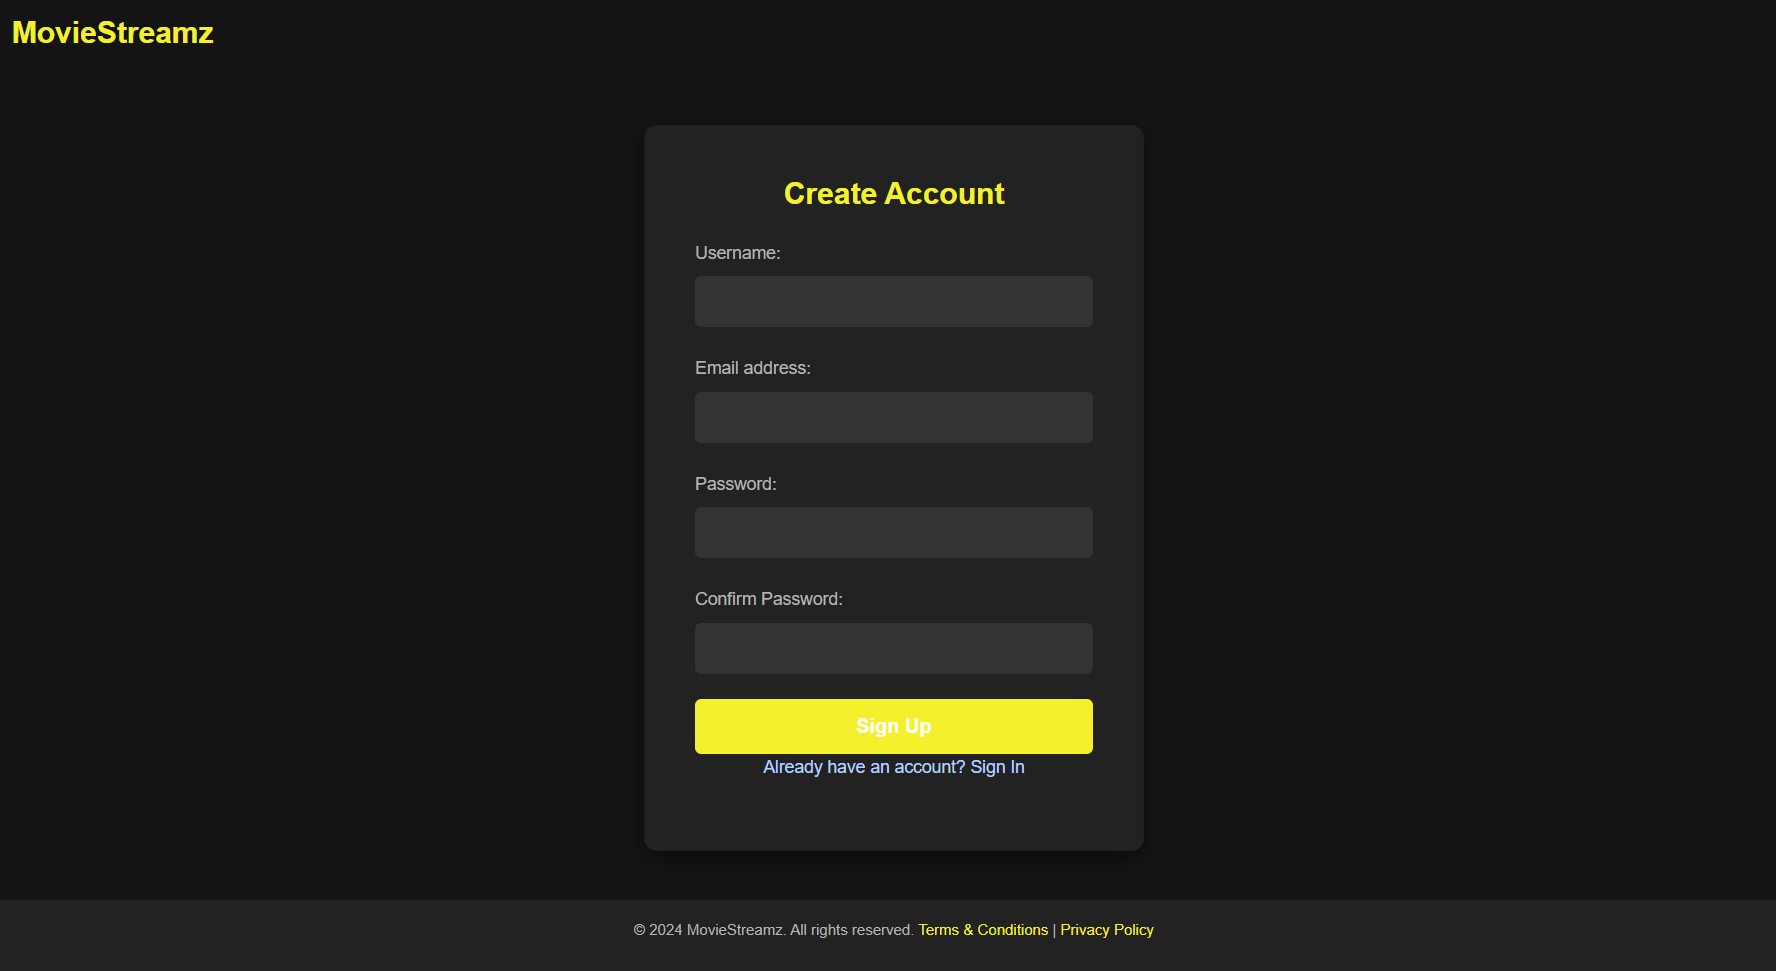 MovieStreamz
Create Account
Username:
Email address:
Password:
Confirm Password:
Sign Up
Already have an account? Sign In
© 2024 MovieStreamz. All rights reserved. Terms & Conditions | Privacy Policy